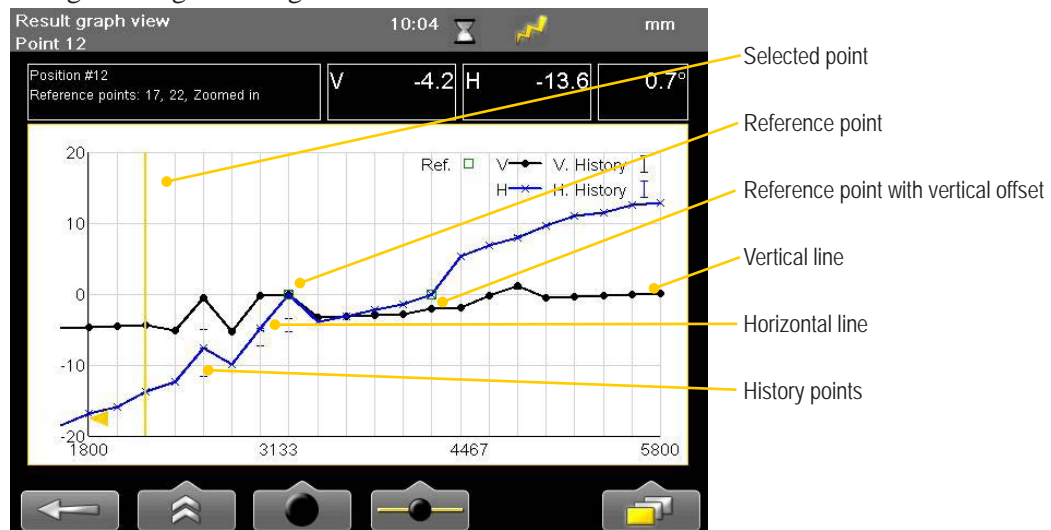 Result graph view
10:04
mm
Point 12
Position #12
Reference points: 17, 22, Zoomed in
V -4.2
H -13.6
0.7°
Ref. V V. History
H H. History
20
10
0
-10
-20
1800 3133 4467 5800
Selected point
Reference point
Reference point with vertical offset
Vertical line
Horizontal line
History points